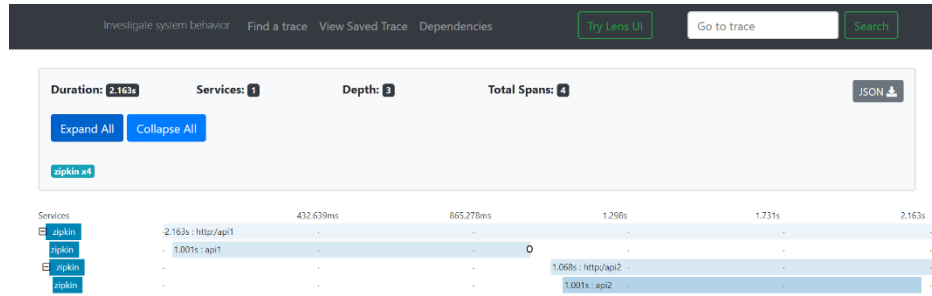 Investigate system behavior Find a trace View Saved Trace Dependencies Try Lens UI Go to trace Search
Duration: 2.163s Services: 1 Depth: 3 Total Spans: 4 JSON
Expand All Collapse All
zipkin x4
Services 432.639ms 865.278ms 1.298s 1.731s 2.163s
zipkin 2.163s : http:/api1
zipkin 1.001s : api1
zipkin 1.068s : http:/api2
zipkin 1.001s : api2